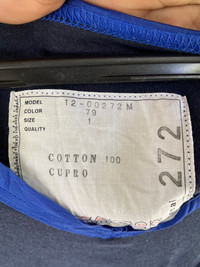 MODEL 12-00272M
COLOR 79
SIZE 1
QUALITY
COTTON 100
CUPRO
272